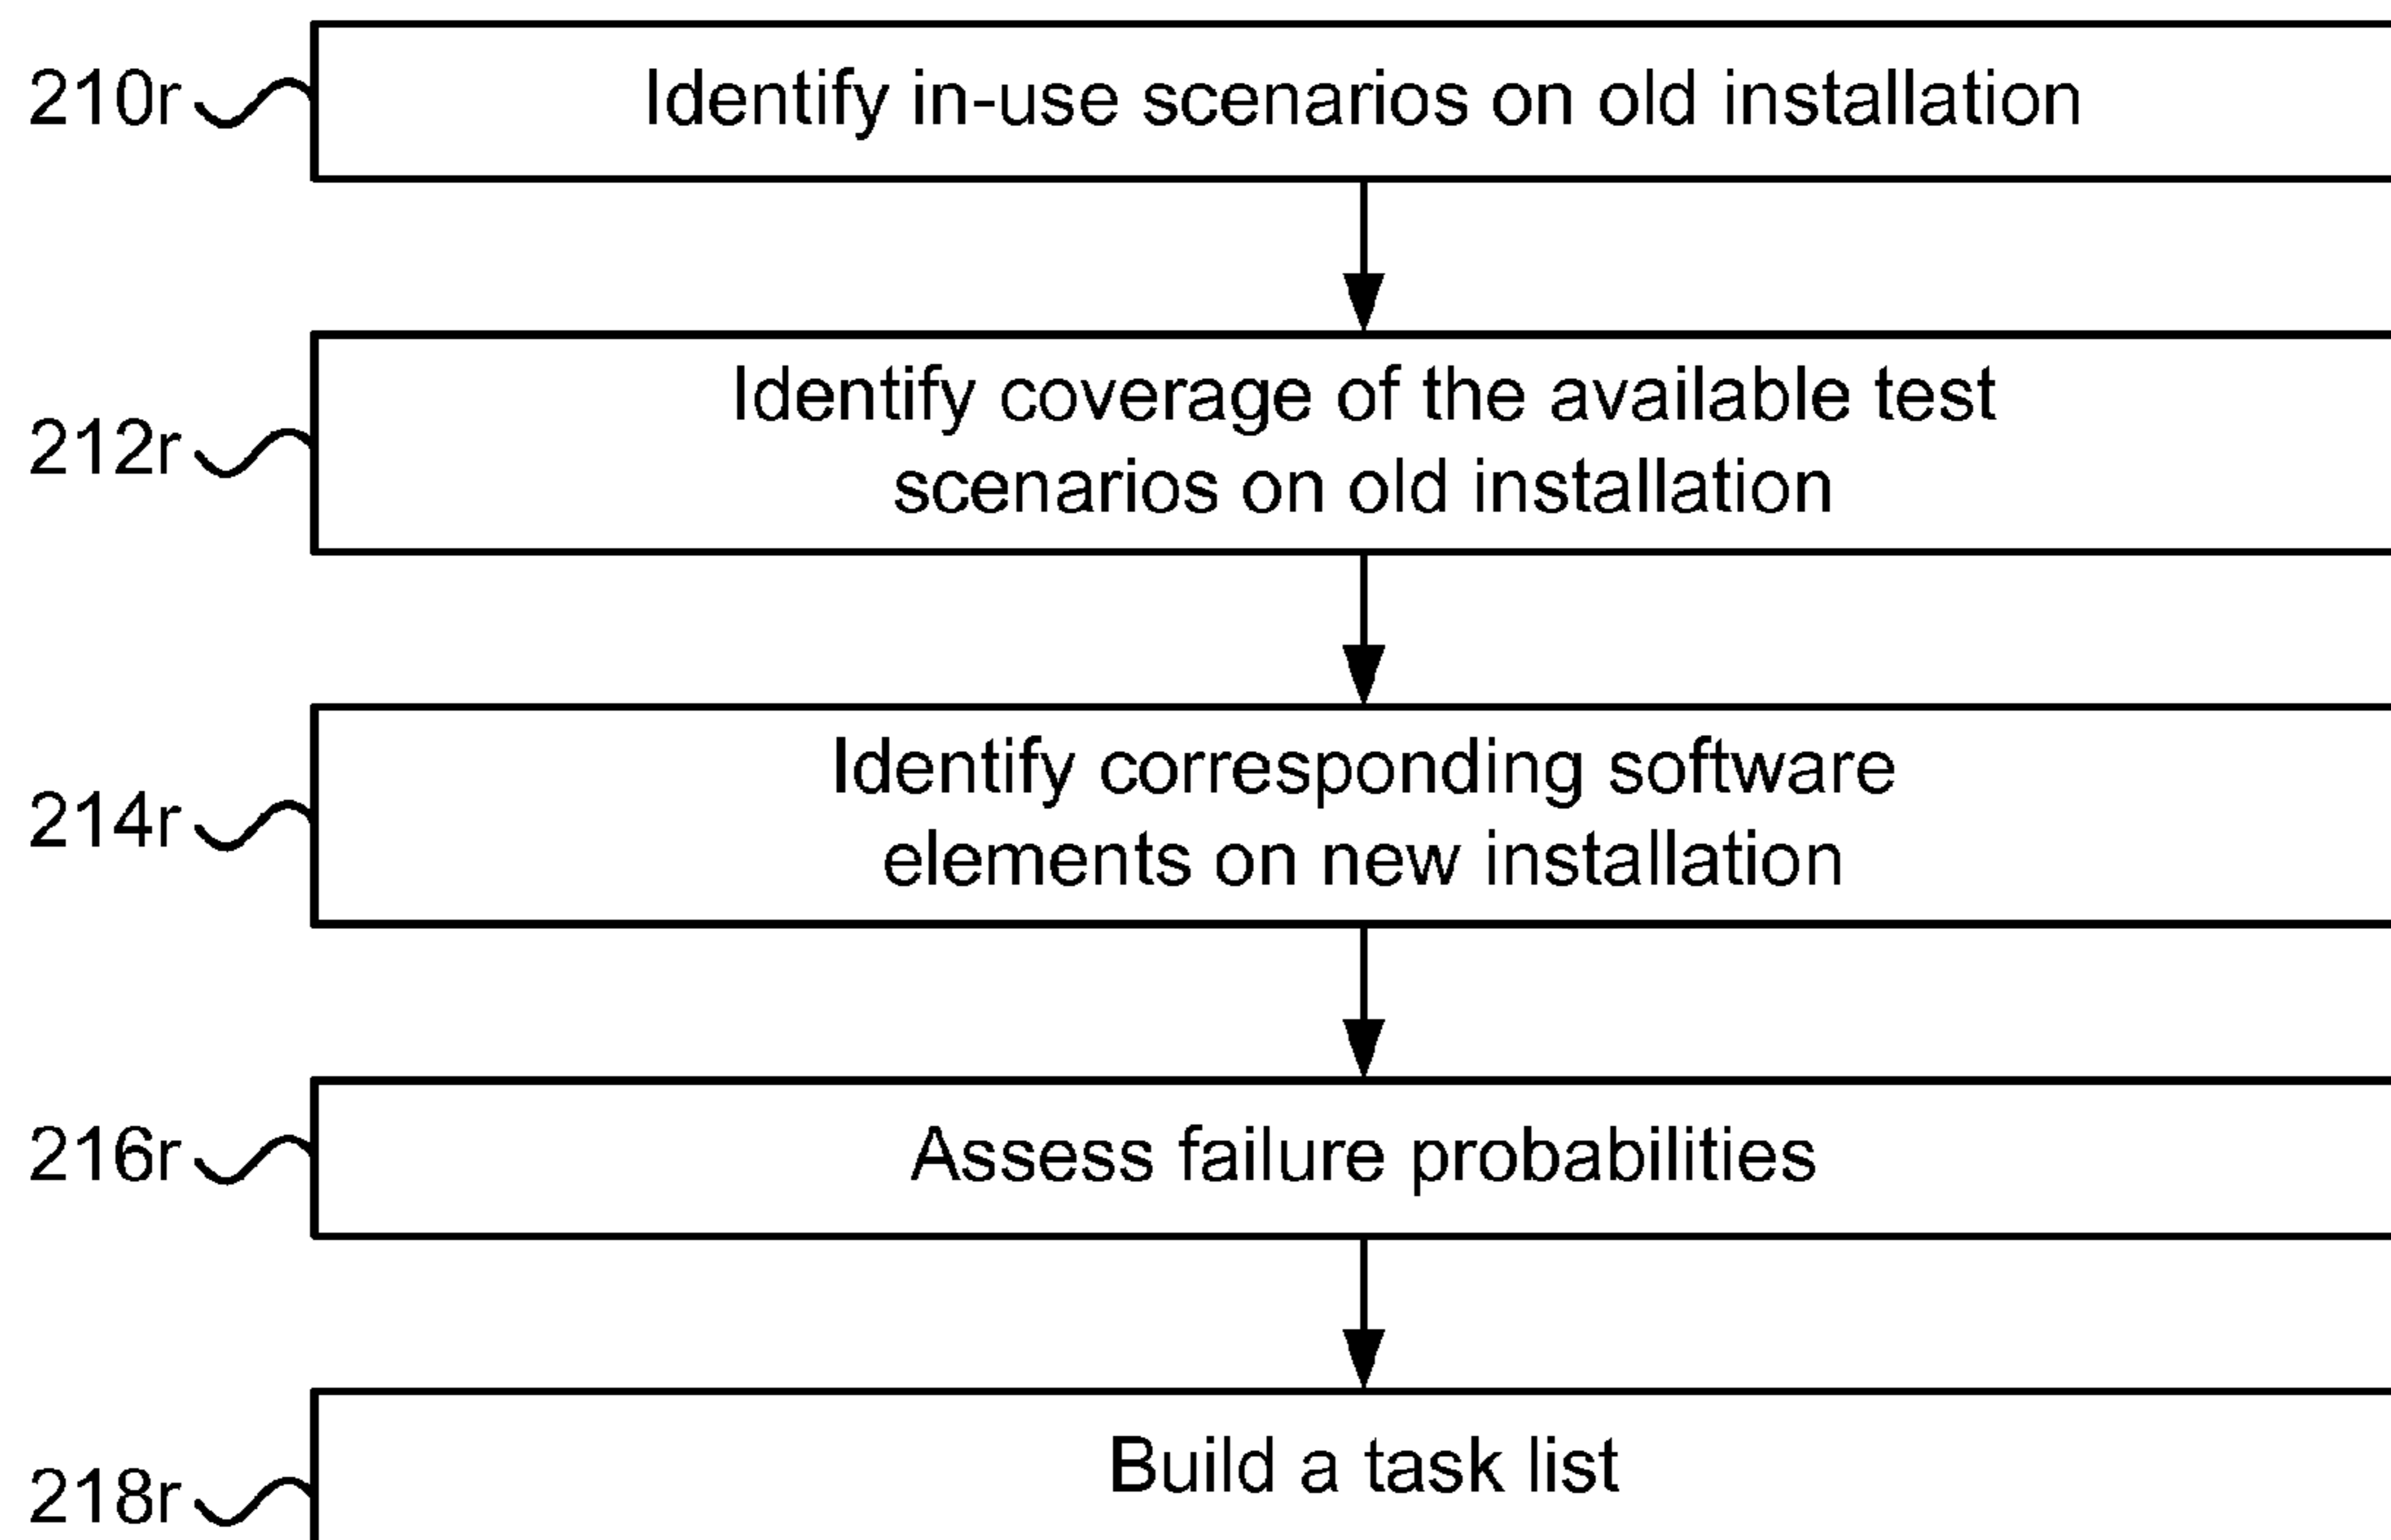 210r
Identify in-use scenarios on old installation
212r
Identify coverage of the available test
scenarios on old installation
214r
Identify corresponding software
elements on new installation
216r
Assess failure probabilities
218r
Build a task list